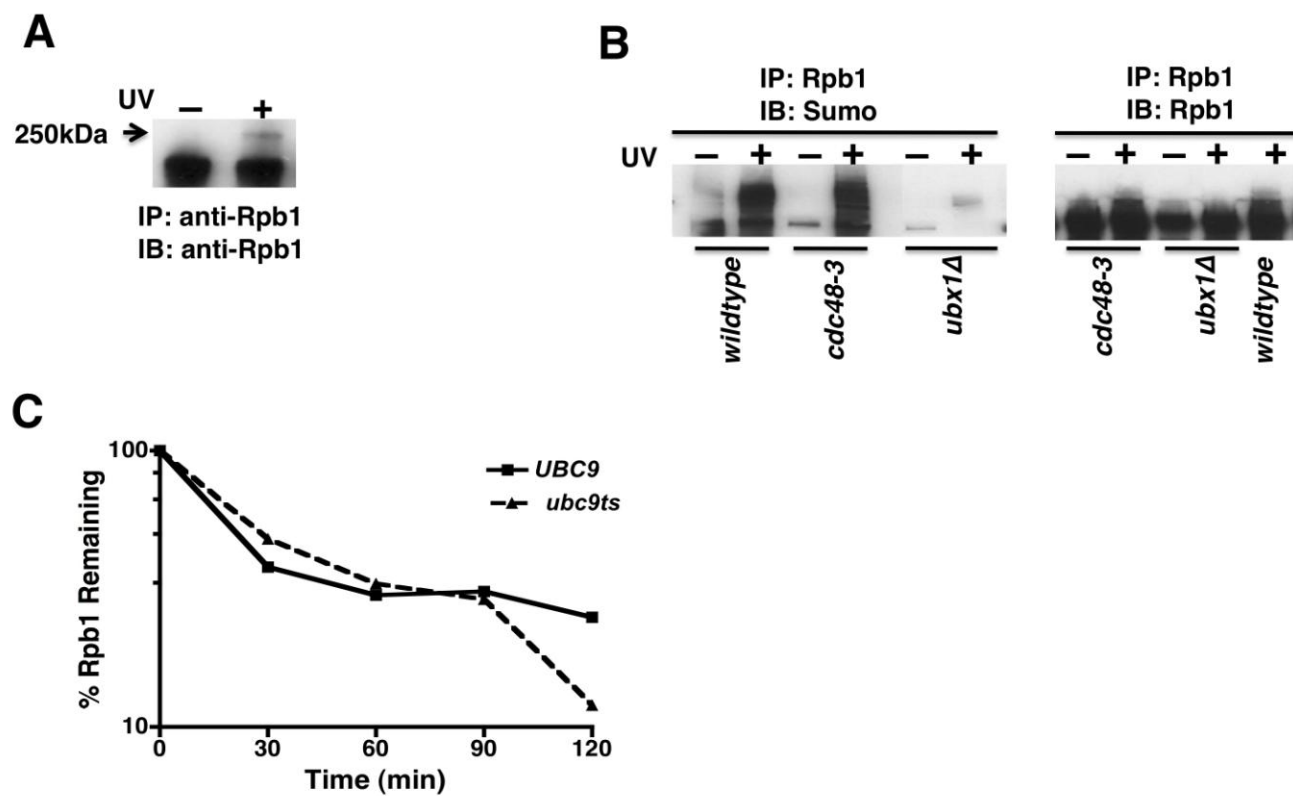 A
UV − +
250kDa
IP: anti-Rpb1
IB: anti-Rpb1
B
IP: Rpb1
IB: Sumo
UV − + − + − +
wildtype
cdc48-3
ubx1Δ
IP: Rpb1
IB: Rpb1
− + − + +
cdc48-3
ubx1Δ
wildtype
C
100
10
% Rpb1 Remaining
UBC9
ubc9ts
0 30 60 90 120
Time (min)